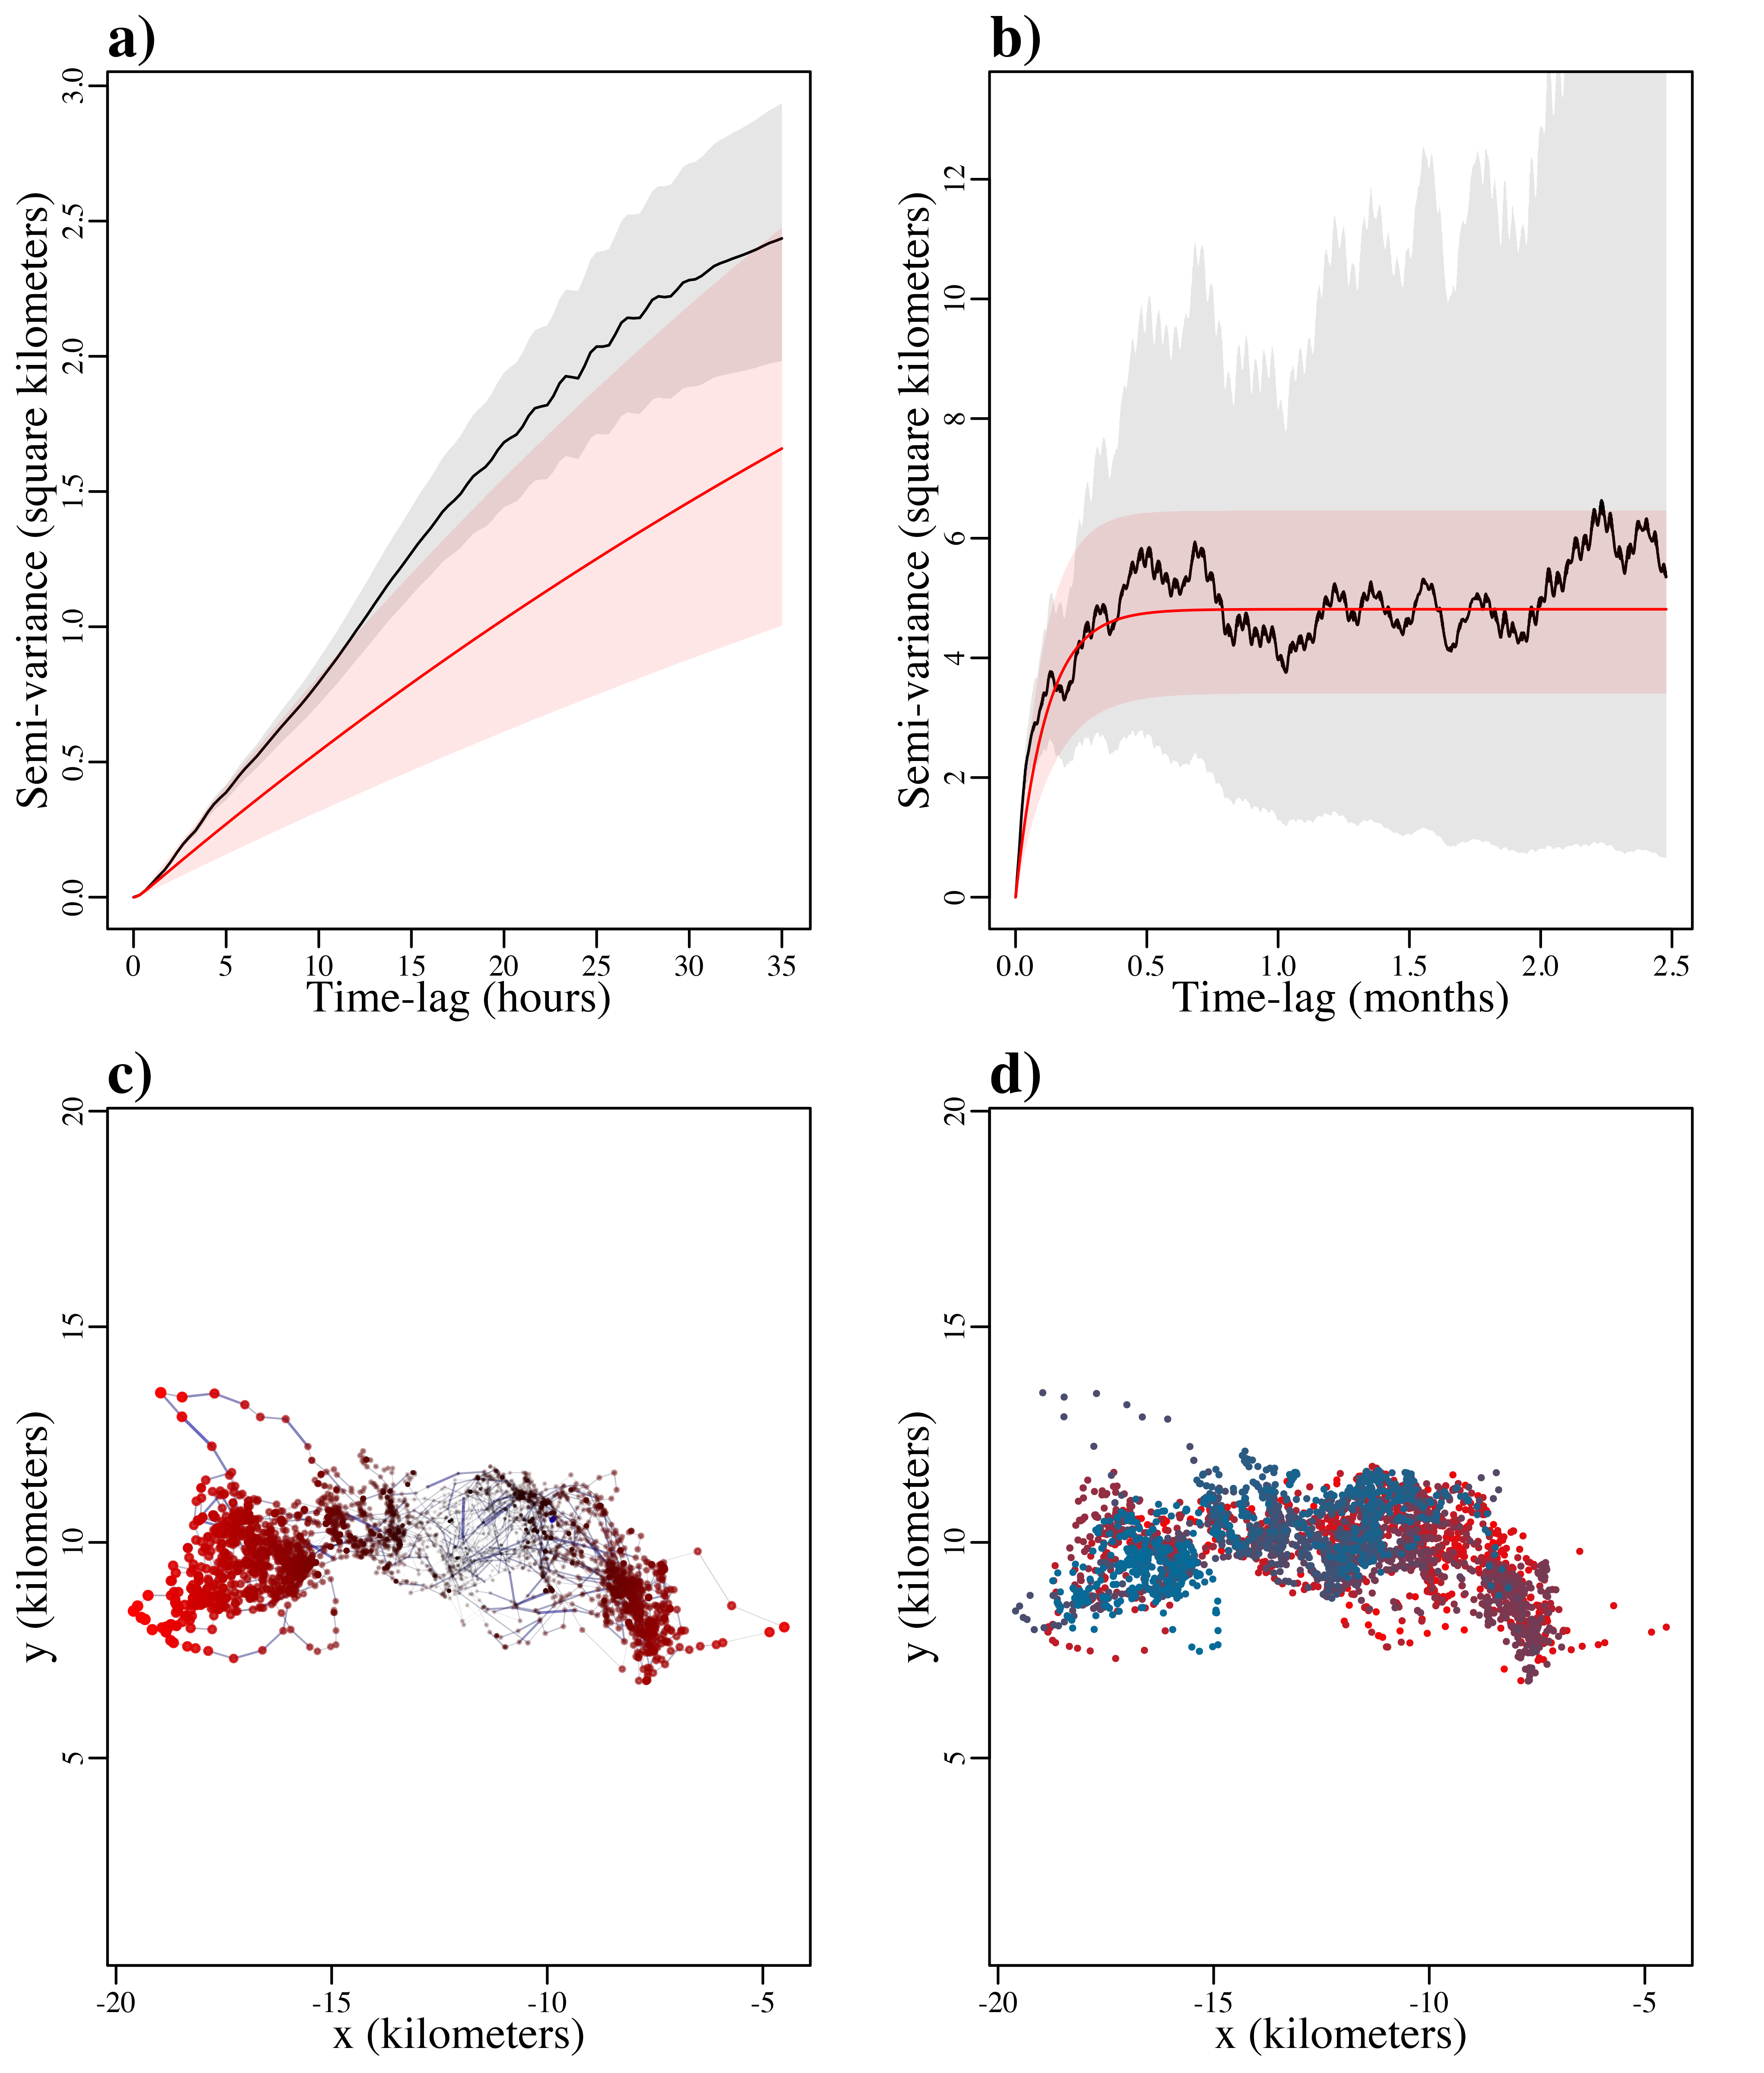 a)
Semi-variance (square kilometers)
3.0
2.5
2.0
1.5
1.0
0.5
0.0
0 5 10 15 20 25 30 35
Time-lag (hours)
b)
Semi-variance (square kilometers)
12
10
8
6
4
2
0
0.0 0.5 1.0 1.5 2.0 2.5
Time-lag (months)
c)
y (kilometers)
20
15
10
5
-20 -15 -10 -5
x (kilometers)
d)
y (kilometers)
20
15
10
5
-20 -15 -10 -5
x (kilometers)